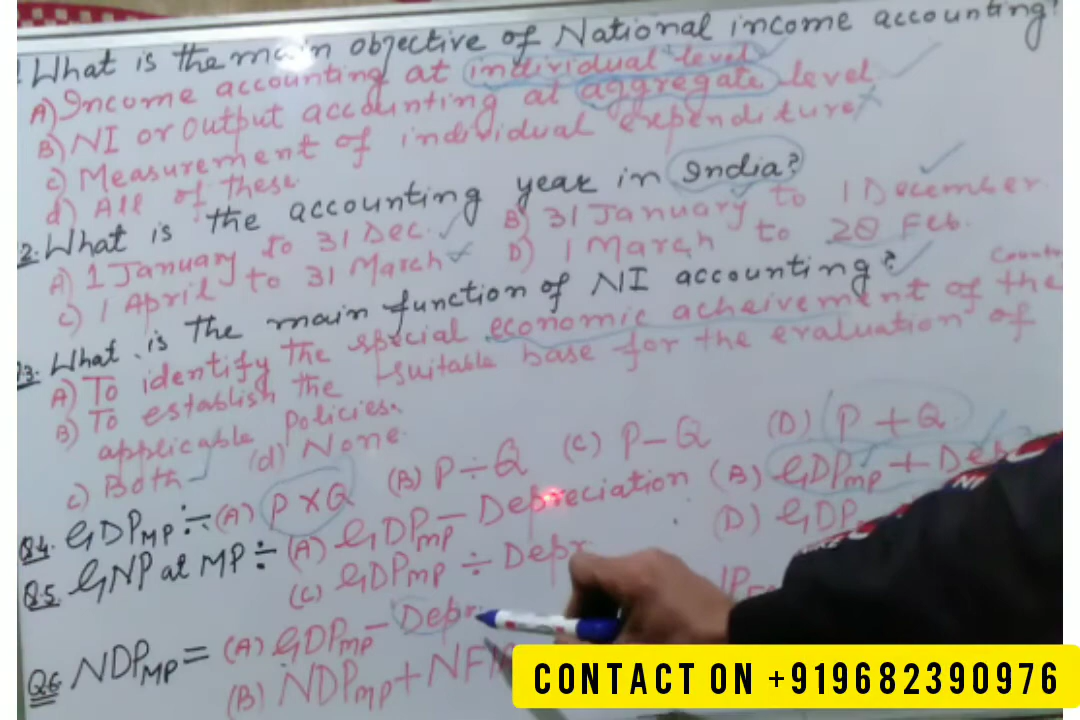 What is the main objective of National income accounting?
A) Income accounting at individual level
B) NI or output accounting at aggregate level
c) Measurement of individual expenditure
d) All of these
2. What is the accounting year in India?
A) 1 January to 31 Dec. B) 31 January to 1 December
c) 1 April to 31 March D) 1 March to 28 Feb.
3. What is the main function of NI accounting?
A) To identify the special economic acheivement of the
B) To establish the suitable base for the evaluation of
applicable policies.
c) Both (d) None
Q4. GDPMP ÷ (A) P X Q (B) P ÷ Q (C) P - Q (D) P + Q
Q5 GNP at MP ÷ (A) GDPMP - Depreciation (B) GDPMP + Dep
(c) GDPMP ÷ Depr (D) GDP
Q6 NDPMP = (A) GDPMP - Depr
(B) NDPMP + NFI
CONTACT ON +919682390976